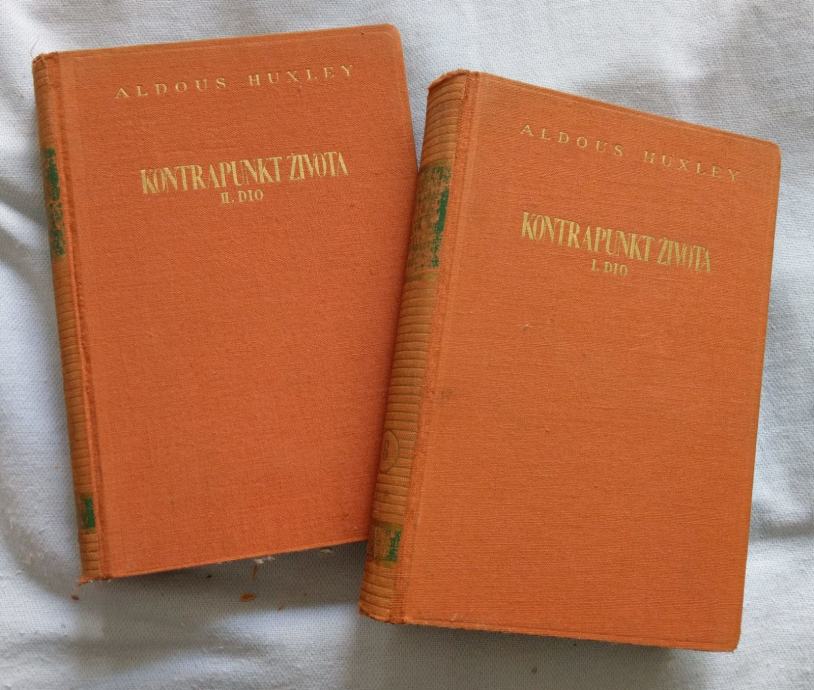 ALDOUS HUXLEY
KONTRAPUNKT ŽIVOTA
II. DIO
ALDOUS HUXLEY
KONTRAPUNKT ŽIVOTA
I. DIO